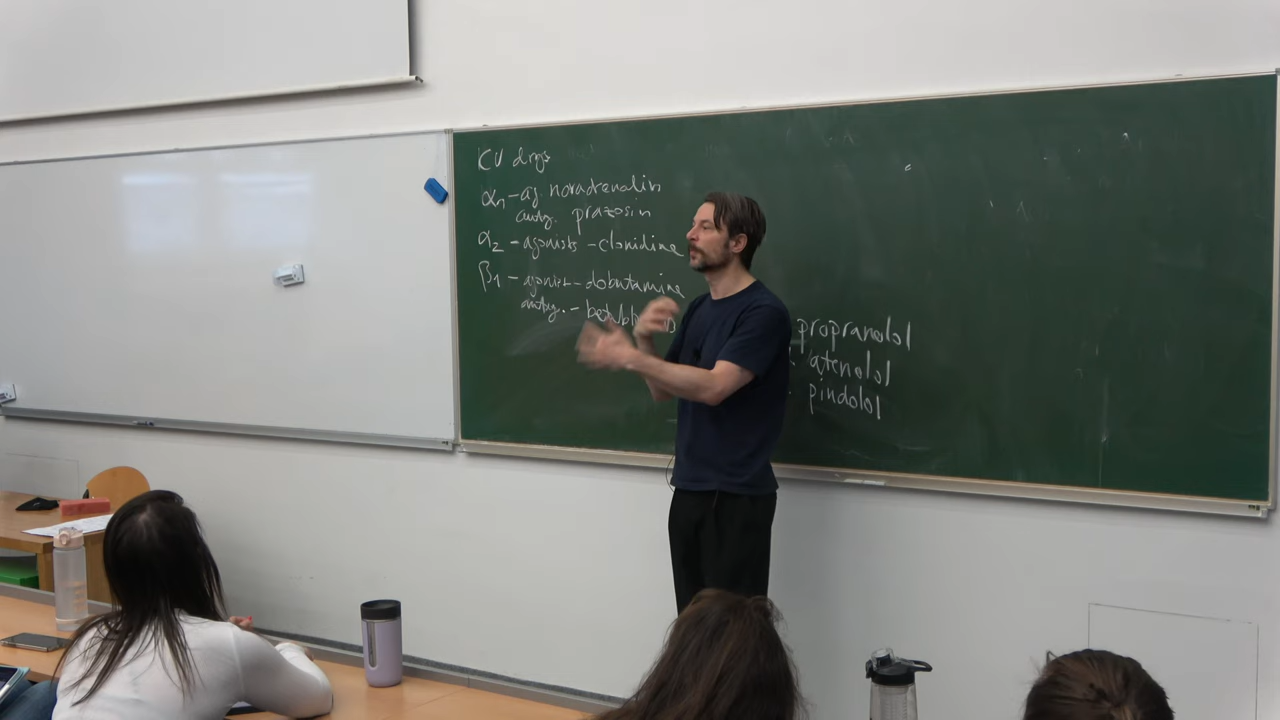 CV drgs
α1 - ag. noradrenalin
antg. prazosin
α2 - agonists - clonidine
β1 - agonist - dobutamine
antg. -
propranolol
atenolol
pindolol